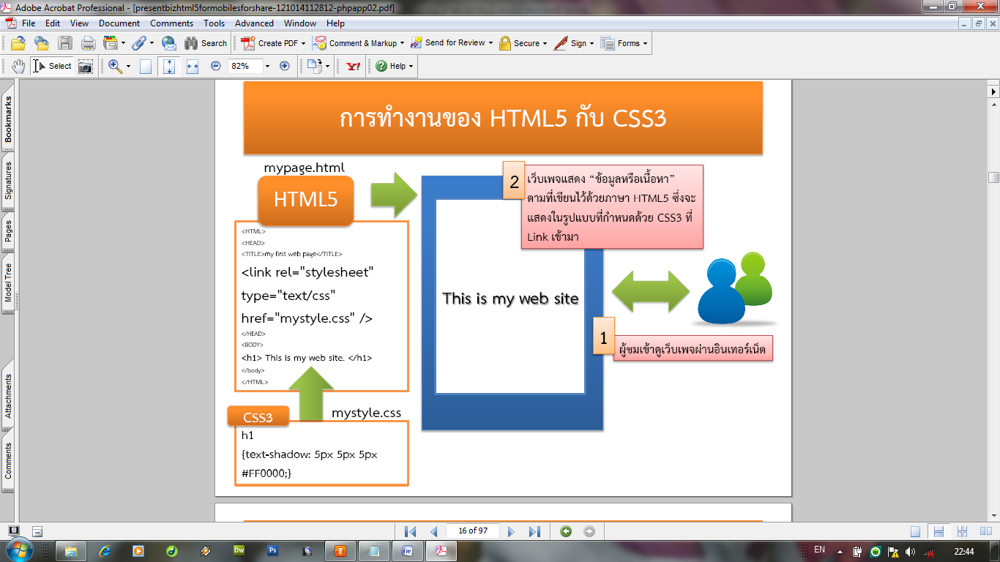 Adobe Acrobat Professional - [presentbizhtml5formobilesforshare-121014112812-phpapp02.pdf]
File Edit View Document Comments Tools Advanced Window Help
Search Create PDF Comment & Markup Send for Review Secure Sign Forms
Select 82% Y! Help
Bookmarks
Signatures
Pages
Model Tree
Attachments
Comments
การทำงานของ HTML5 กับ CSS3
mypage.html
HTML5
<HTML>
<HEAD>
<TITLE>my first web page</TITLE>
<link rel="stylesheet"
type="text/css"
href="mystyle.css" />
</HEAD>
<BODY>
<h1> This is my web site. </h1>
</body>
</HTML>
CSS3
mystyle.css
h1
{text-shadow: 5px 5px 5px
#FF0000;}
This is my web site
2
เว็บเพจแสดง “ข้อมูลหรือเนื้อหา”
ตามที่เขียนไว้ด้วยภาษา HTML5 ซึ่งจะ
แสดงในรูปแบบที่กำหนดด้วย CSS3 ที่
Link เข้ามา
1
ผู้ชมเข้าดูเว็บเพจผ่านอินเทอร์เน็ต
16 of 97
Dw Ps W EN 22:44